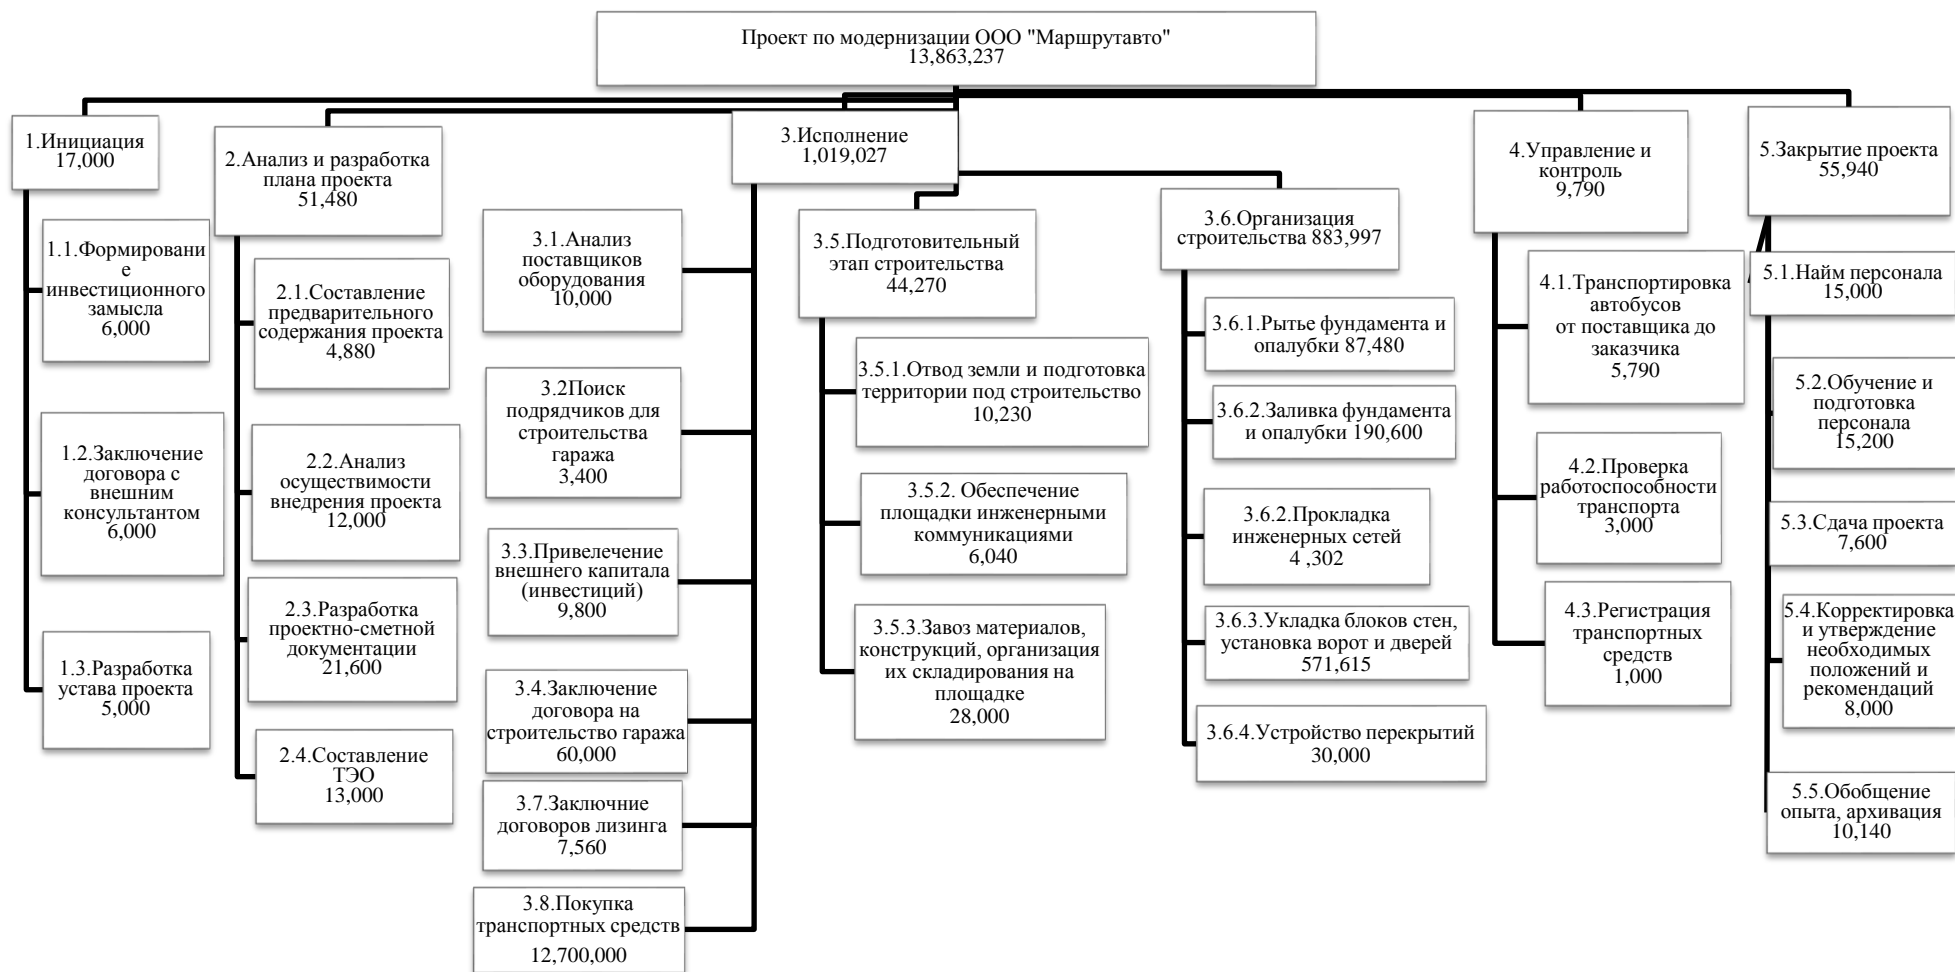 Проект по модернизации ООО "Маршрутавто"
13,863,237
1.Инициация
17,000
1.1.Формировани
е
инвестиционного
замысла
6,000
1.2.Заключение
договора с
внешним
консультантом
6,000
1.3.Разработка
устава проекта
5,000
2.Анализ и разработка
плана проекта
51,480
2.1.Составление
предварительного
содержания проекта
4,880
2.2.Анализ
осуществимости
внедрения проекта
12,000
2.3.Разработка
проектно-сметной
документации
21,600
2.4.Составление
ТЭО
13,000
3.Исполнение
1,019,027
3.1.Анализ
поставщиков
оборудования
10,000
3.2Поиск
подрядчиков для
строительства
гаража
3,400
3.3.Привелечение
внешнего капитала
(инвестиций)
9,800
3.4.Заключение
договора на
строительство гаража
60,000
3.7.Заключние
договоров лизинга
7,560
3.8.Покупка
транспортных средств
12,700,000
3.5.Подготовительный
этап строительства
44,270
3.5.1.Отвод земли и подготовка
территории под строительство
10,230
3.5.2. Обеспечение
площадки инженерными
коммуникациями
6,040
3.5.3.Завоз материалов,
конструкций, организация
их складирования на
площадке
28,000
3.6.Организация
строительства 883,997
3.6.1.Рытье фундамента и
опалубки 87,480
3.6.2.Заливка фундамента
и опалубки 190,600
3.6.2.Прокладка
инженерных сетей
4 ,302
3.6.3.Укладка блоков стен,
установка ворот и дверей
571,615
3.6.4.Устройство перекрытий
30,000
4.Управление и
контроль
9,790
4.1.Транспортировка
автобусов
от поставщика до
заказчика
5,790
4.2.Проверка
работоспособности
транспорта
3,000
4.3.Регистрация
транспортных
средств
1,000
5.Закрытие проекта
55,940
5.1.Найм персонала
15,000
5.2.Обучение и
подготовка
персонала
15,200
5.3.Сдача проекта
7,600
5.4.Корректировка
и утверждение
необходимых
положений и
рекомендаций
8,000
5.5.Обобщение
опыта, архивация
10,140